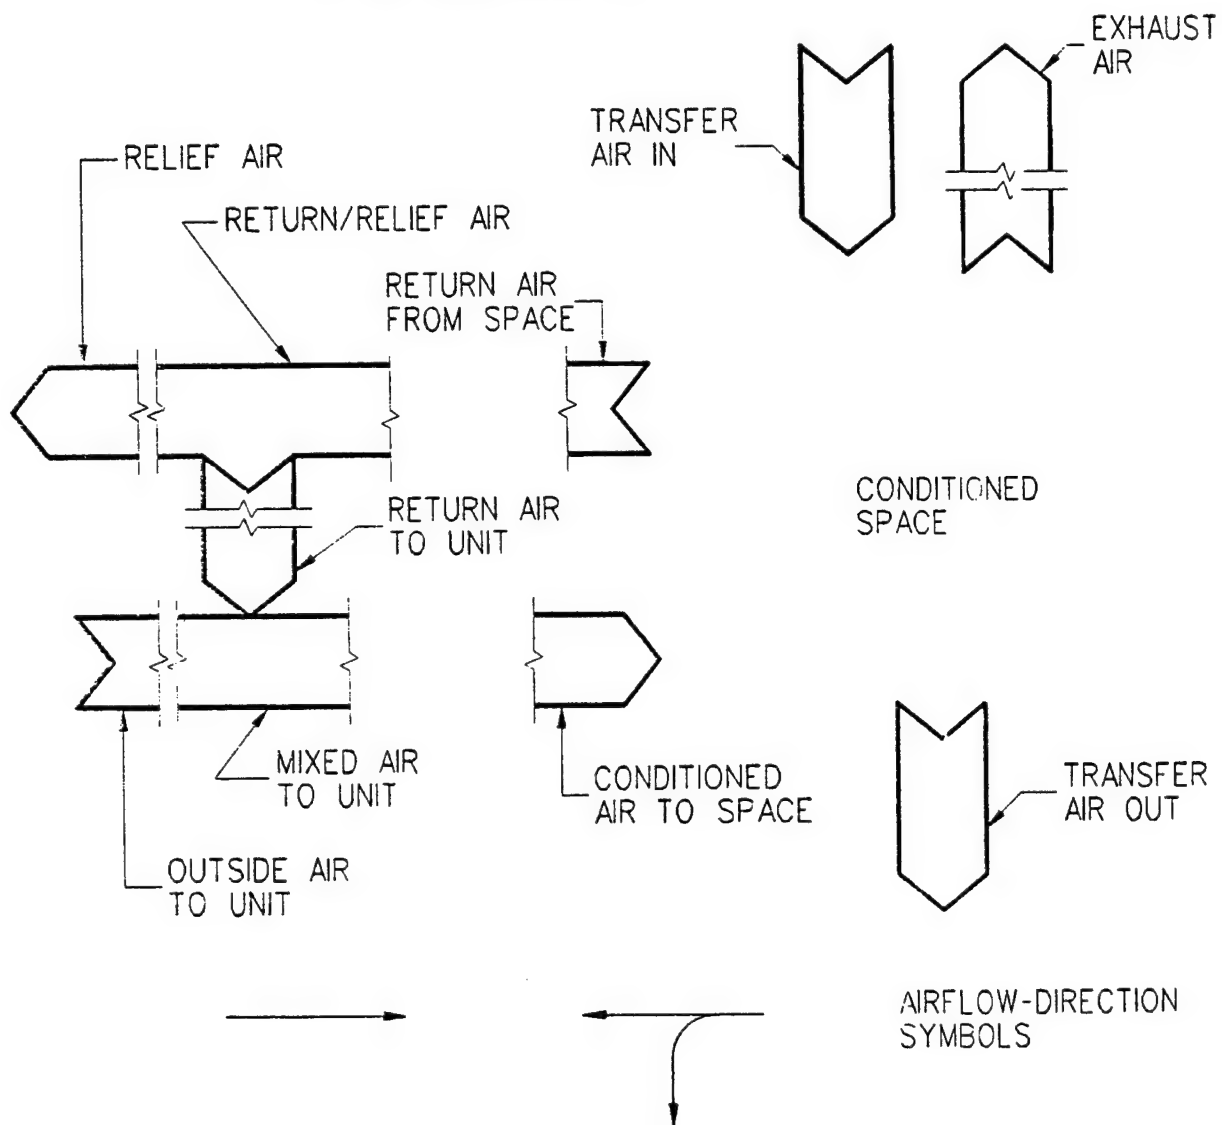 EXHAUST
AIR
TRANSFER
AIR IN
RELIEF AIR
RETURN/RELIEF AIR
RETURN AIR
FROM SPACE
CONDITIONED
SPACE
RETURN AIR
TO UNIT
MIXED AIR
TO UNIT
CONDITIONED
AIR TO SPACE
TRANSFER
AIR OUT
OUTSIDE AIR
TO UNIT
AIRFLOW-DIRECTION
SYMBOLS